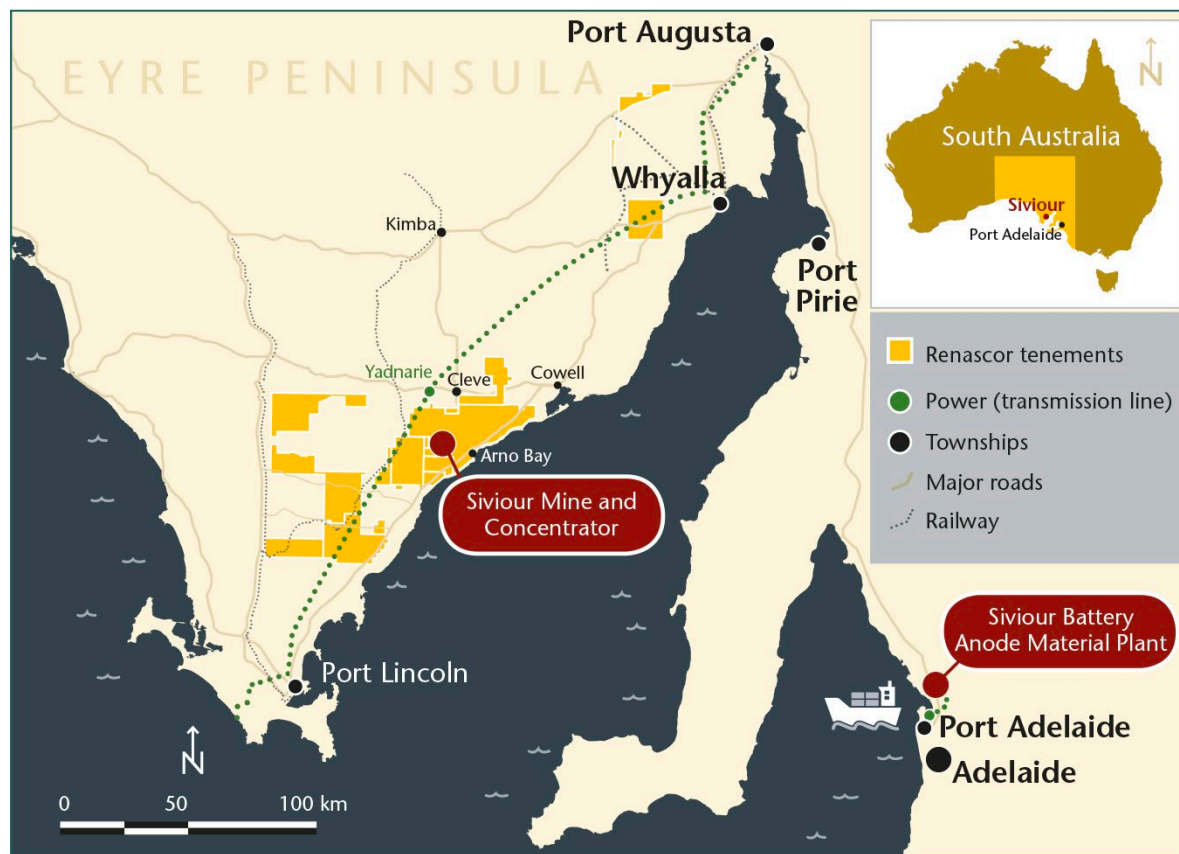 Port Augusta
EYRE PENINSULA
N
South Australia
Whyalla
Siviour
Kimba
Port Adelaide
Port
Pirie
Renascor tenements
Yadnarie
Cleve
Cowell
Power (transmission line)
Townships
Arno Bay
Major roads
Siviour Mine and
Concentrator
Railway
Siviour Battery
Anode Material Plant
Port Lincoln
Port Adelaide
N
Adelaide
0 50 100 km